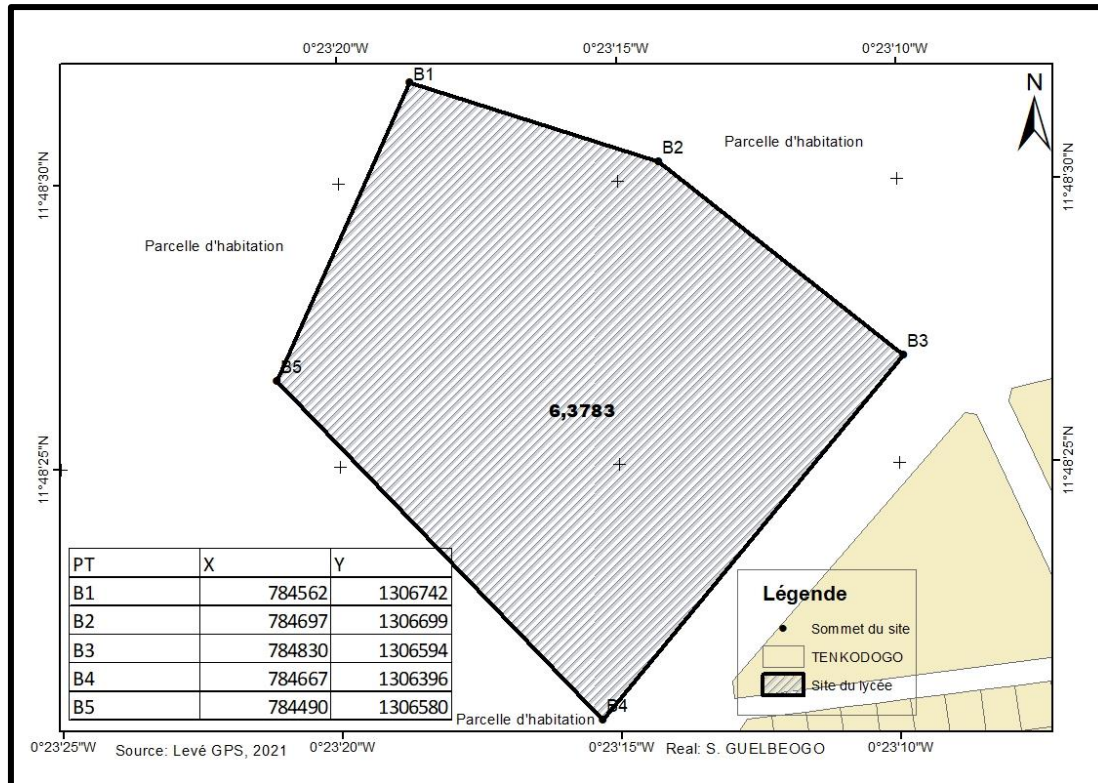 0°23'20"W 0°23'15"W 0°23'10"W
B1
N
B2
Parcelle d'habitation
11°48'30"N 11°48'30"N
Parcelle d'habitation
B3
B5
6,3783
11°48'25"N 11°48'25"N
PT X Y
B1 784562 1306742
B2 784697 1306699
B3 784830 1306594
B4 784667 1306396
B5 784490 1306580
Légende
Sommet du site
TENKODOGO
Site du lycée
Parcelle d'habitation B4
0°23'25"W 0°23'20"W 0°23'15"W 0°23'10"W
Source: Levé GPS, 2021 Real: S. GUELBEOGO